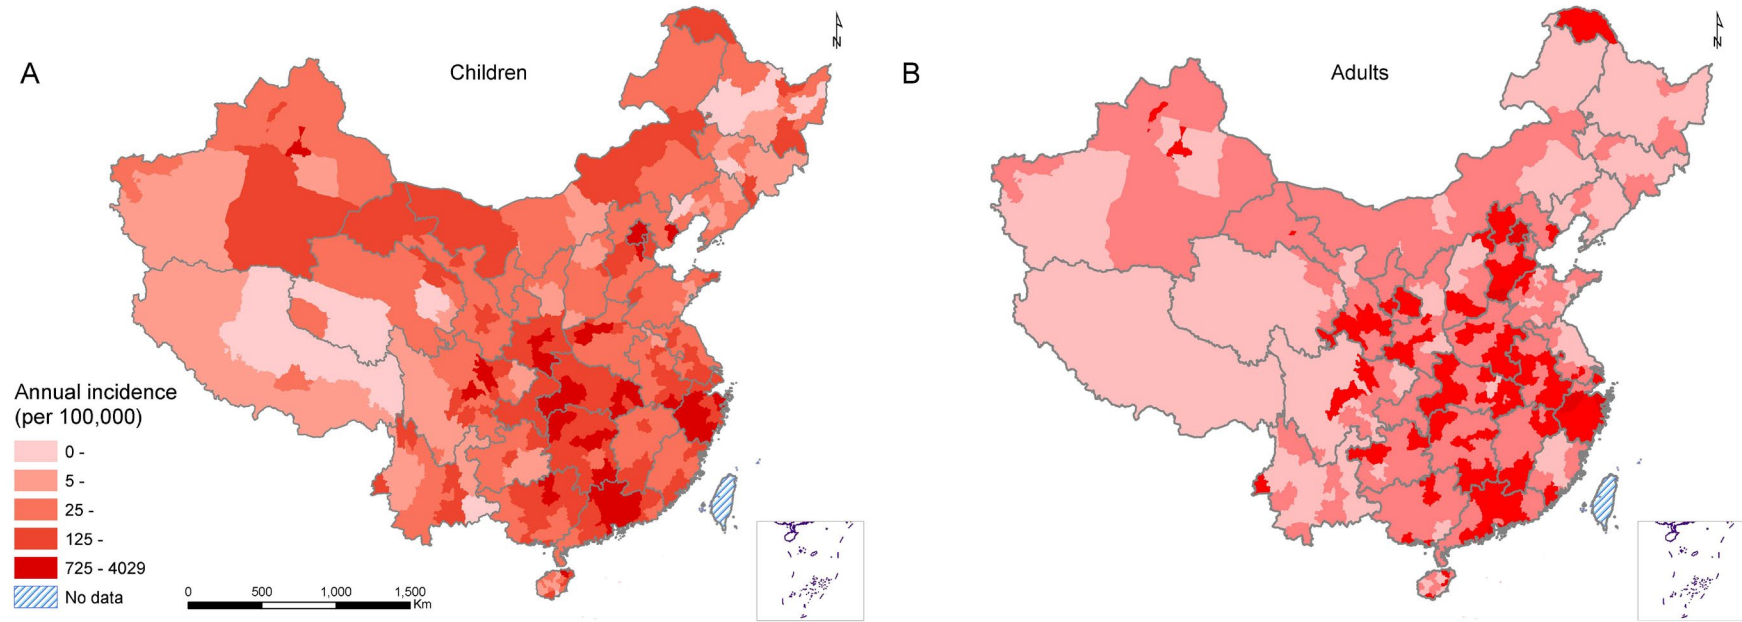 A
Children
N
B
Adults
N
Annual incidence
(per 100,000)
0 -
5 -
25 -
125 -
725 - 4029
No data
0 500 1,000 1,500
Km